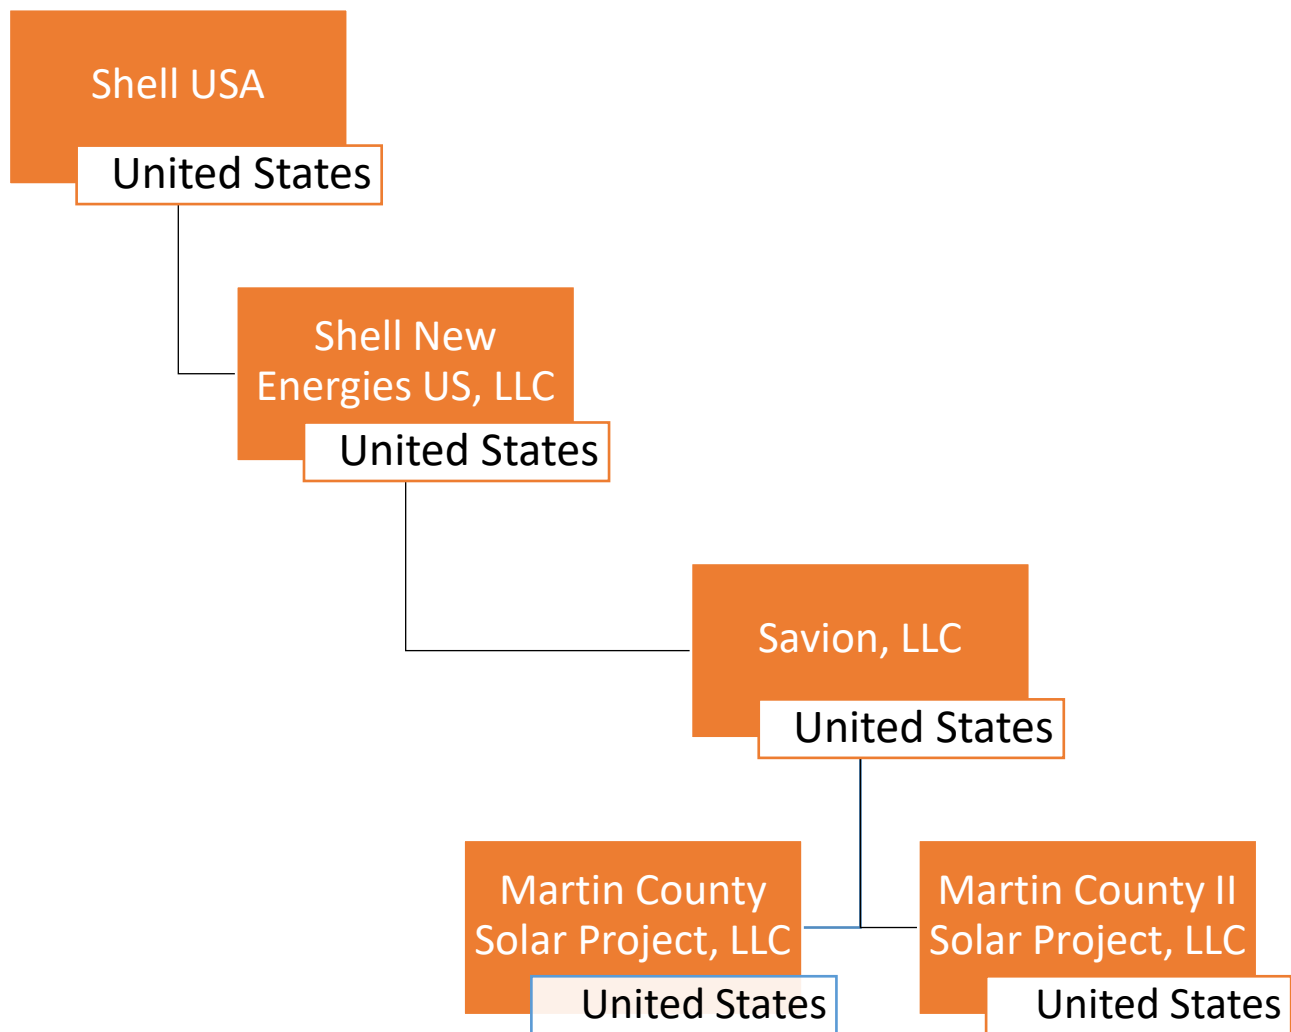 Shell USA
United States
Shell New
Energies US, LLC
United States
Savion, LLC
United States
Martin County
Solar Project, LLC
United States
Martin County II
Solar Project, LLC
United States